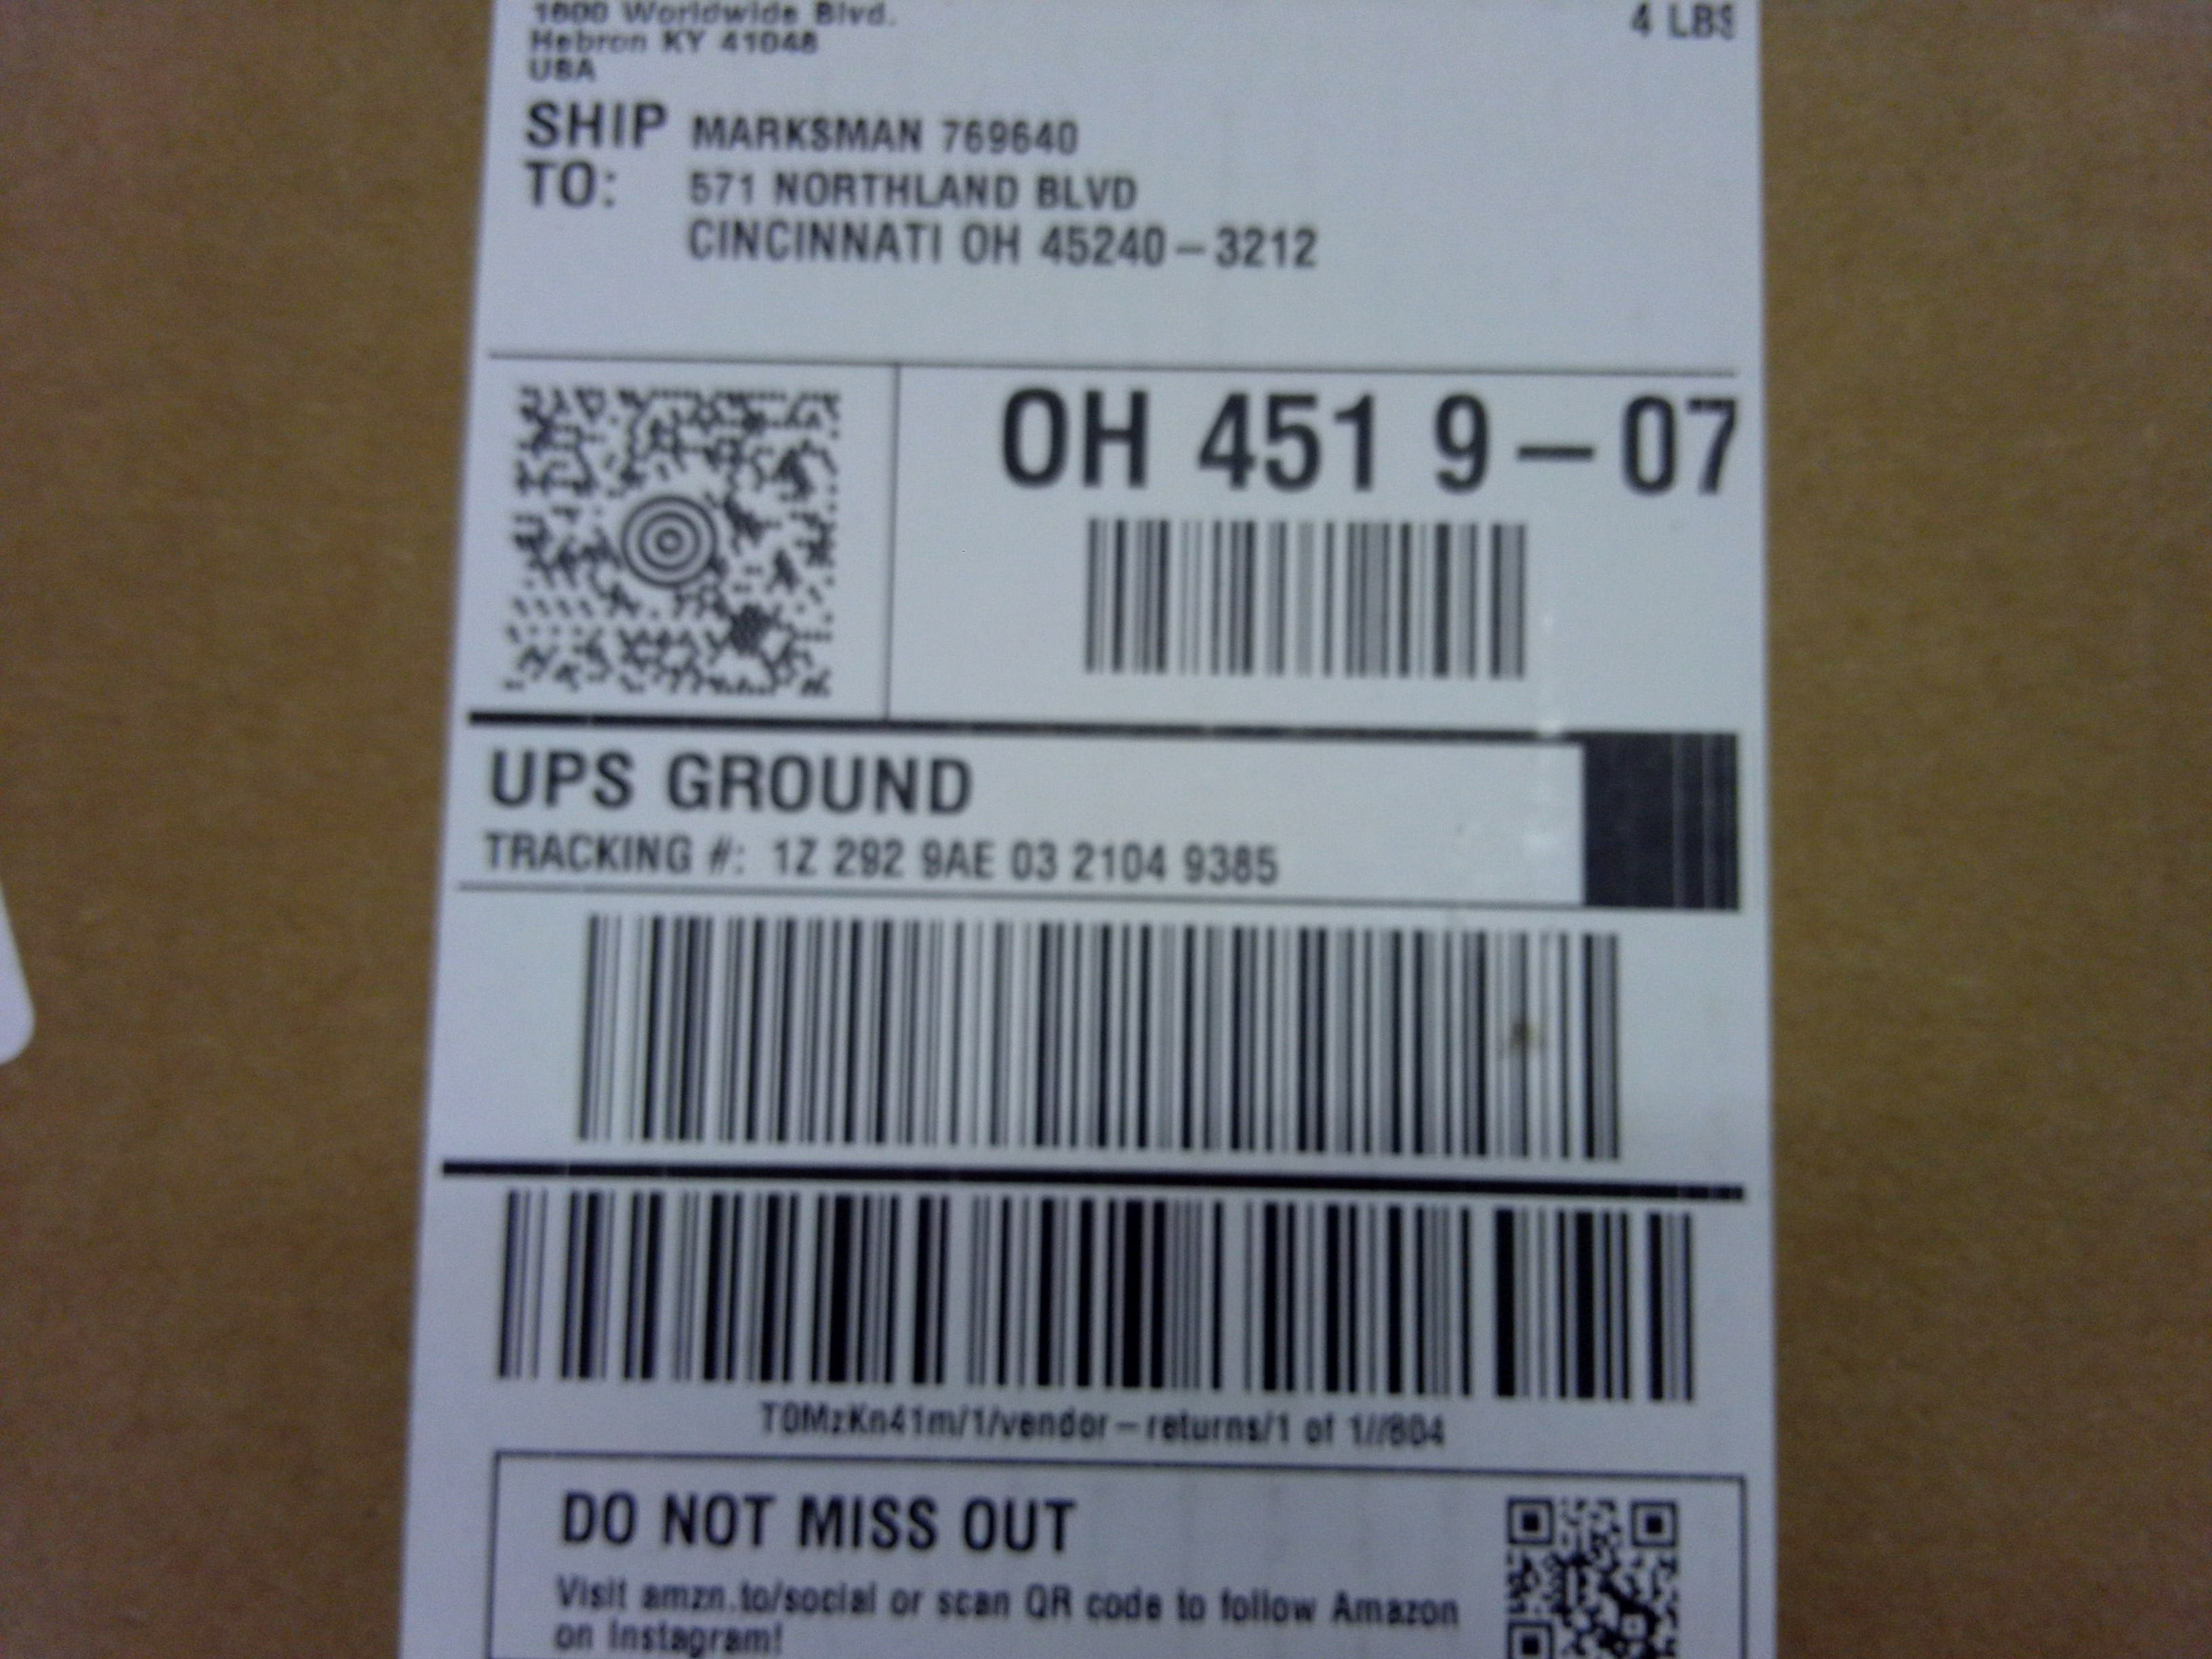 1600 Worldwide Blvd.
Hebron KY 41048
USA
4 LBS
SHIP TO: MARKSMAN 769640
571 NORTHLAND BLVD
CINCINNATI OH 45240-3212
OH 451 9-07
UPS GROUND
TRACKING #: 1Z 292 9AE 03 2104 9385
T0MzKn41m/1/vendor-returns/1 of 1//804
DO NOT MISS OUT
Visit amzn.to/social or scan QR code to follow Amazon
on Instagram!